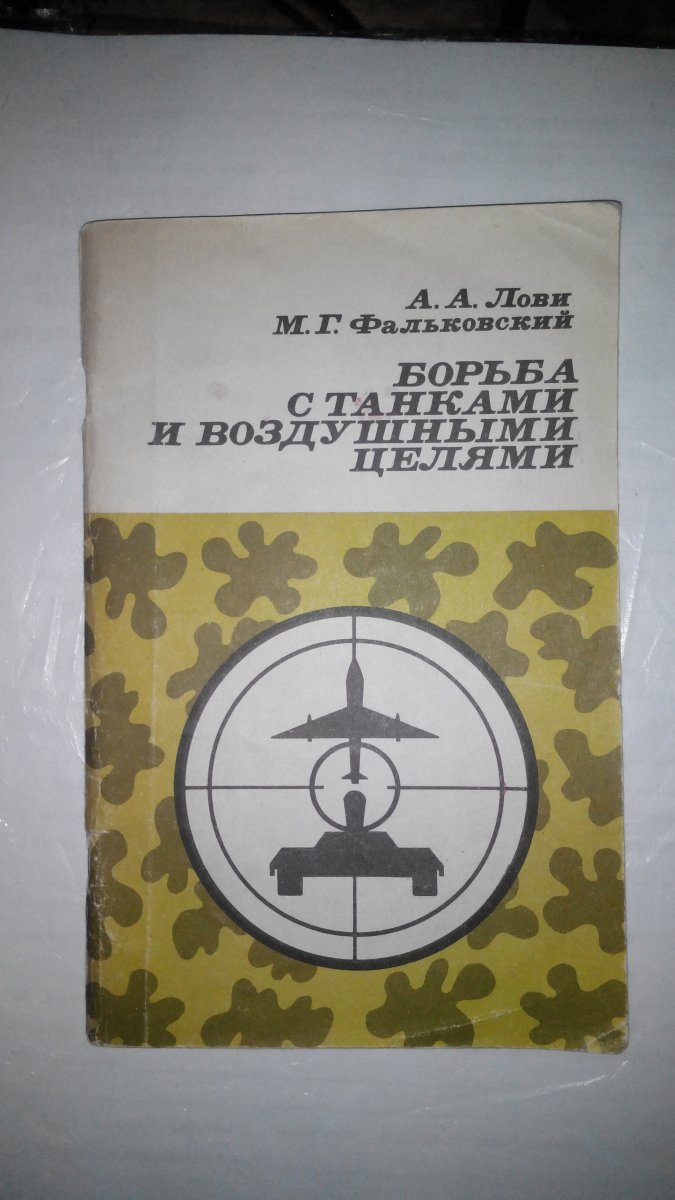 А. А. Лови
М. Г. Фальковский
БОРЬБА
С ТАНКАМИ
И ВОЗДУШНЫМИ
ЦЕЛЯМИ